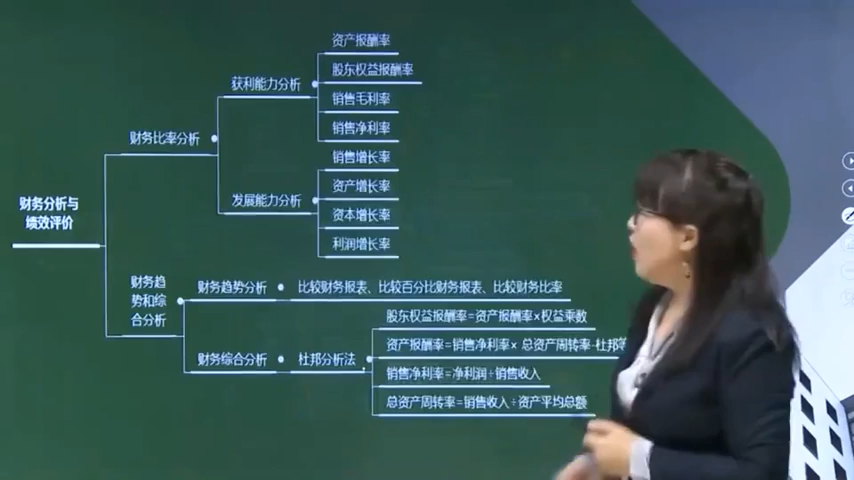 资产报酬率
股东权益报酬率
获利能力分析
销售毛利率
销售净利率
财务比率分析
销售增长率
资产增长率
发展能力分析
资本增长率
利润增长率
财务分析与
绩效评价
财务趋
势和综
合分析
财务趋势分析
比较财务报表、比较百分比财务报表、比较财务比率
股东权益报酬率=资产报酬率×权益乘数
资产报酬率=销售净利率× 总资产周转率-杜邦等
财务综合分析
杜邦分析法
销售净利率=净利润÷销售收入
总资产周转率=销售收入÷资产平均总额